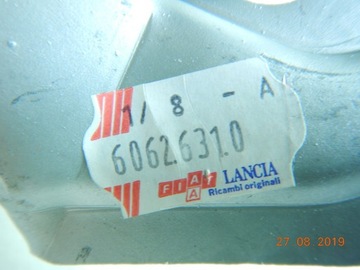 1/ 8 - A
6062.631.0
FIAT LANCIA
A Ricambi originali
27 08 2019